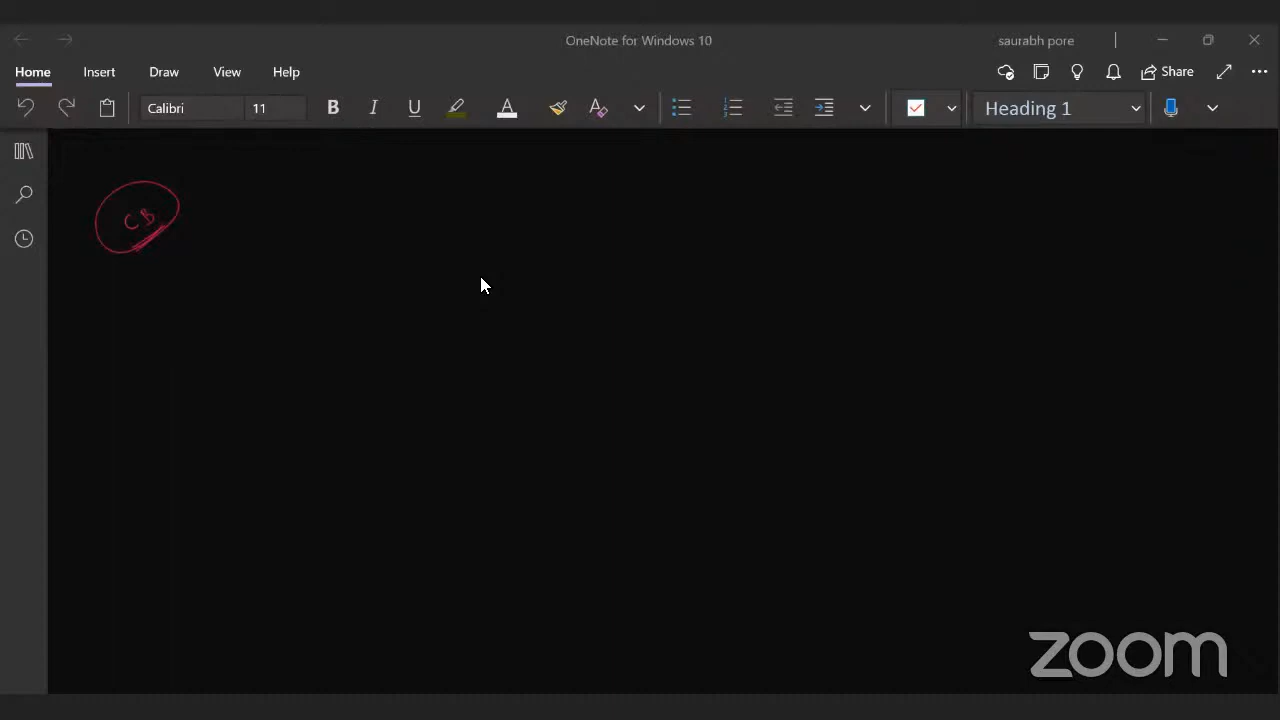 OneNote for Windows 10
saurabh pore
Home Insert Draw View Help
Share
Calibri 11 B I U A A Heading 1
CB
zoom